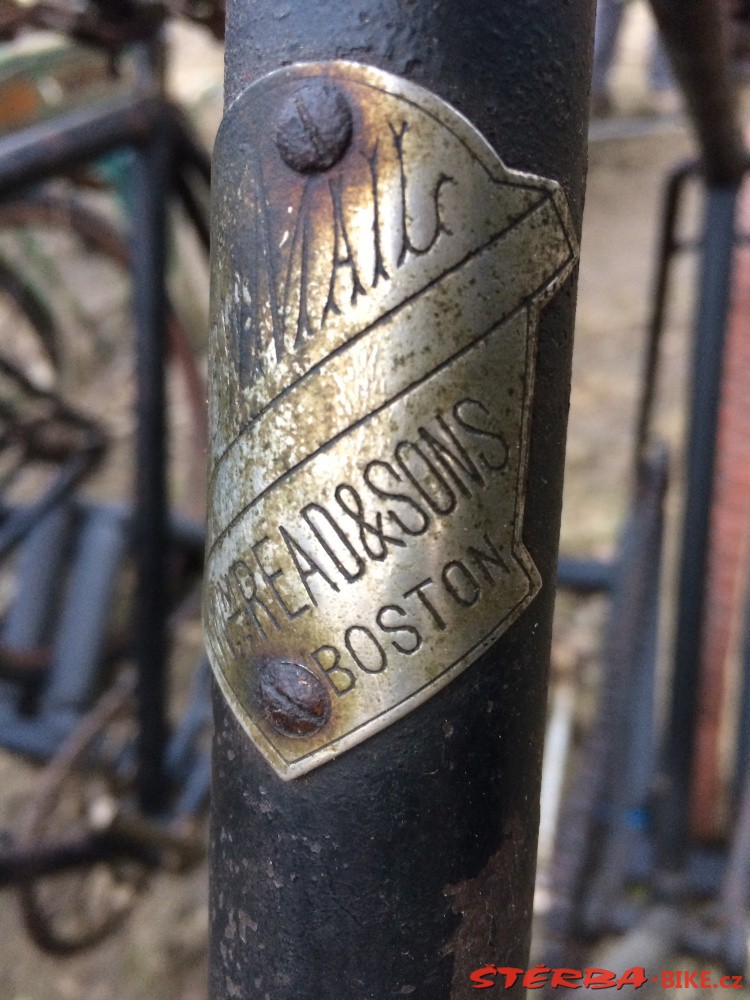 MAIL
READ & SONS
BOSTON
ŠTĚRBA-BIKE.cz